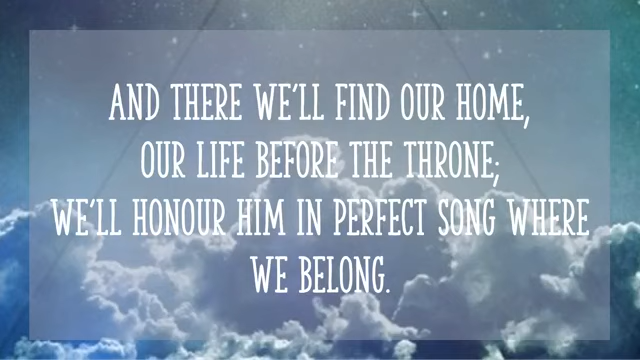 AND THERE WE'LL FIND OUR HOME,
OUR LIFE BEFORE THE THRONE;
WE'LL HONOUR HIM IN PERFECT SONG WHERE
WE BELONG.